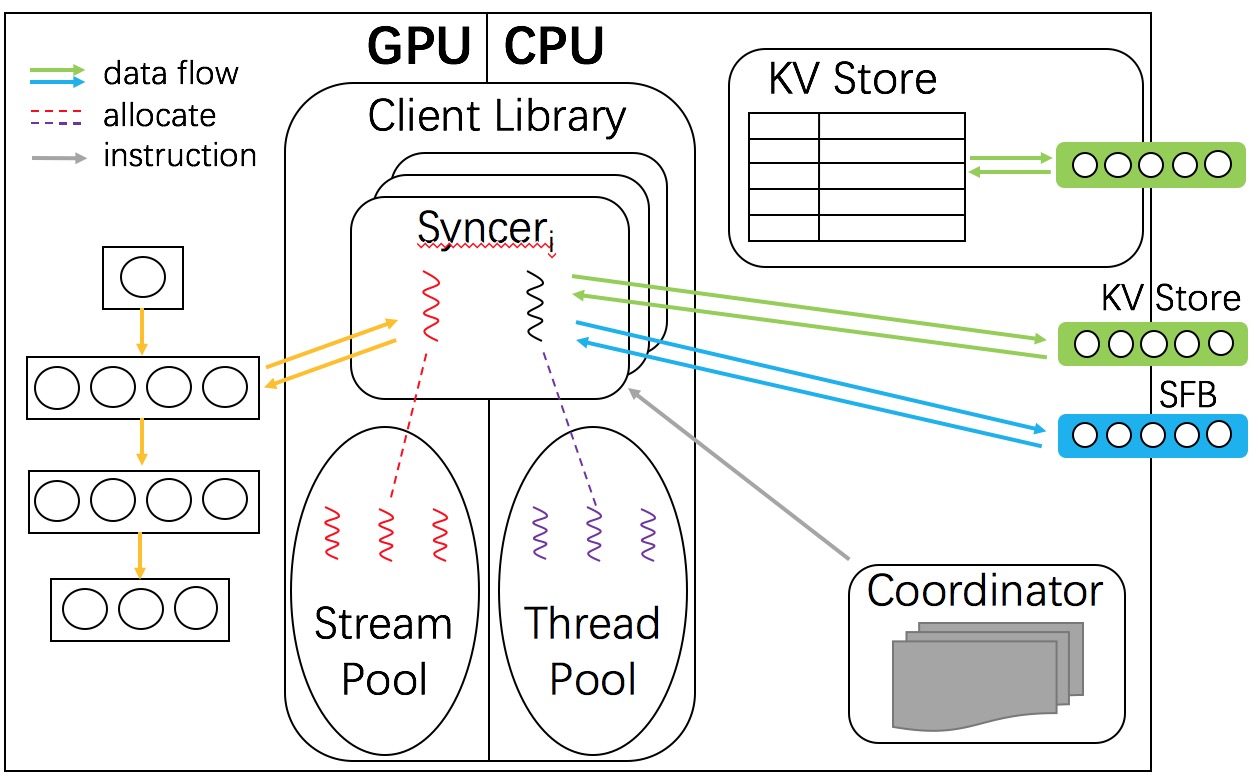 GPU CPU
data flow
allocate
instruction
Client Library
KV Store
Syncer i
KV Store
SFB
Coordinator
Stream
Pool
Thread
Pool